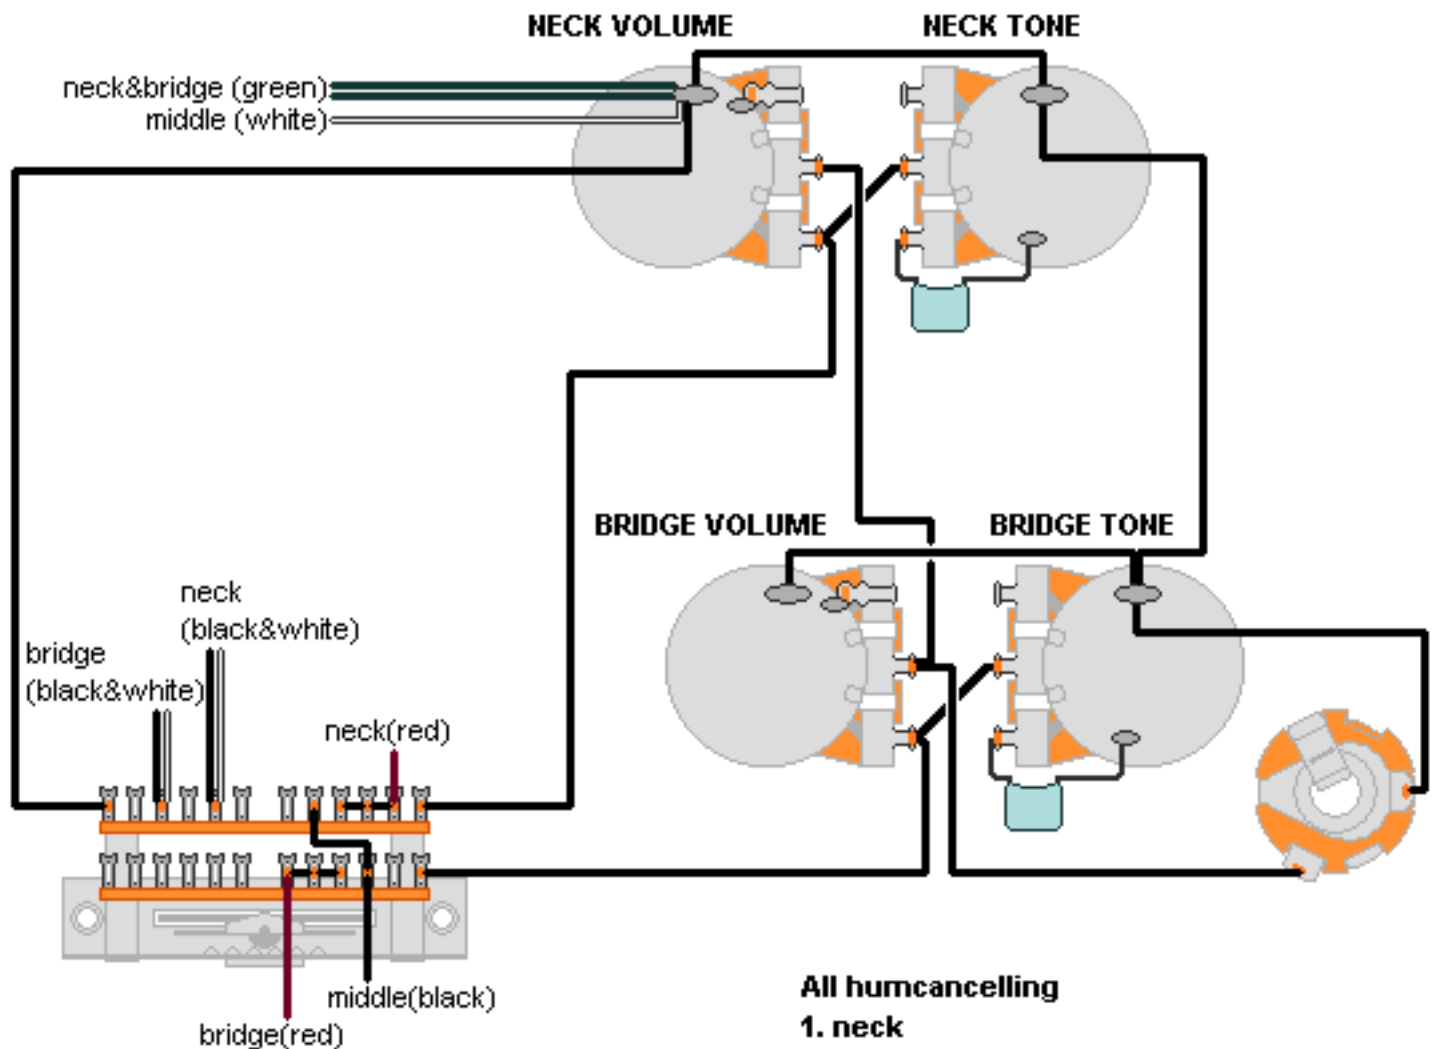 NECK VOLUME
NECK TONE
neck&bridge (green)
middle (white)
BRIDGE VOLUME
BRIDGE TONE
neck
(black&white)
bridge
(black&white)
neck(red)
middle(black)
bridge(red)
All humcancelling
1. neck